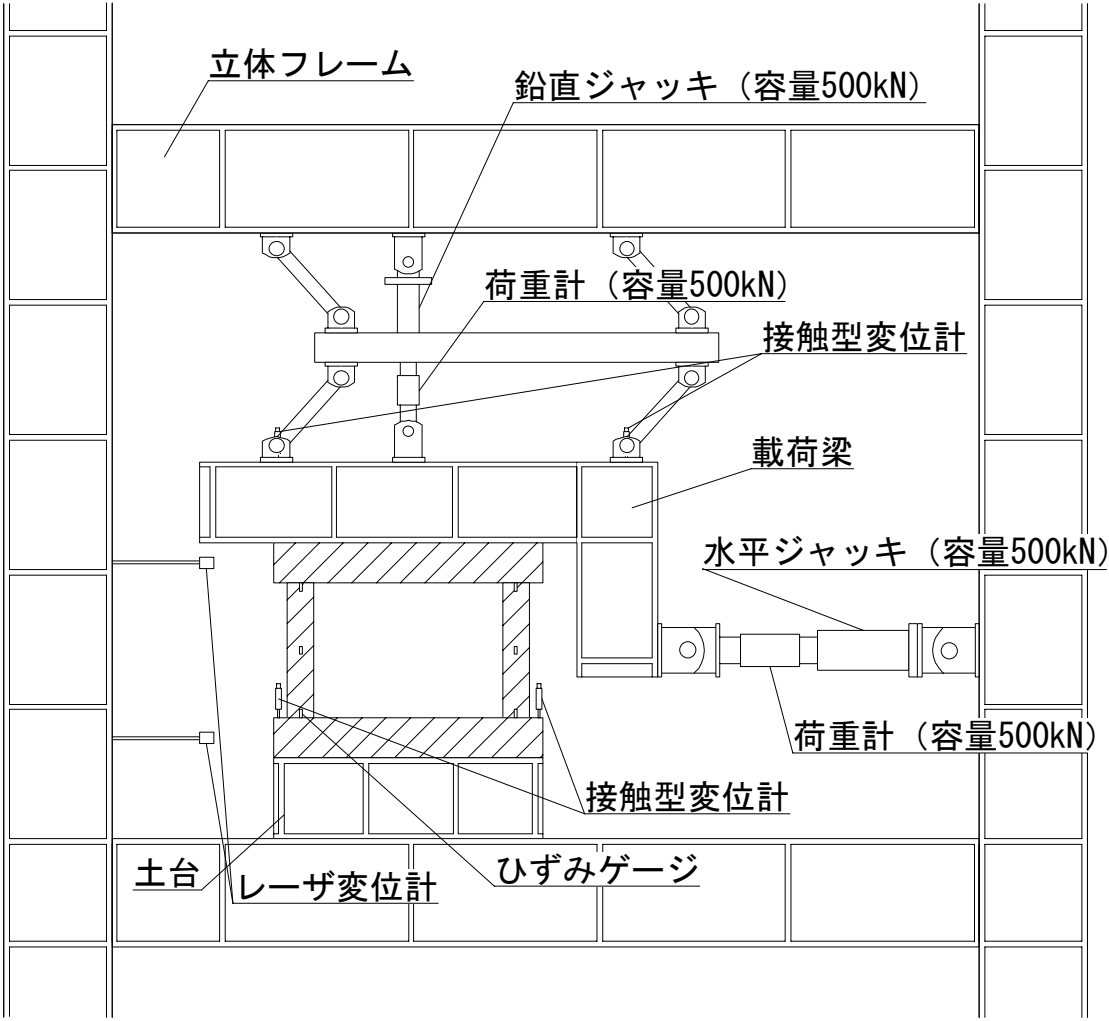 立体フレーム
鉛直ジャッキ（容量500kN）
荷重計（容量500kN）
接触型変位計
載荷梁
水平ジャッキ（容量500kN）
荷重計（容量500kN）
接触型変位計
土台
レーザ変位計
ひずみゲージ